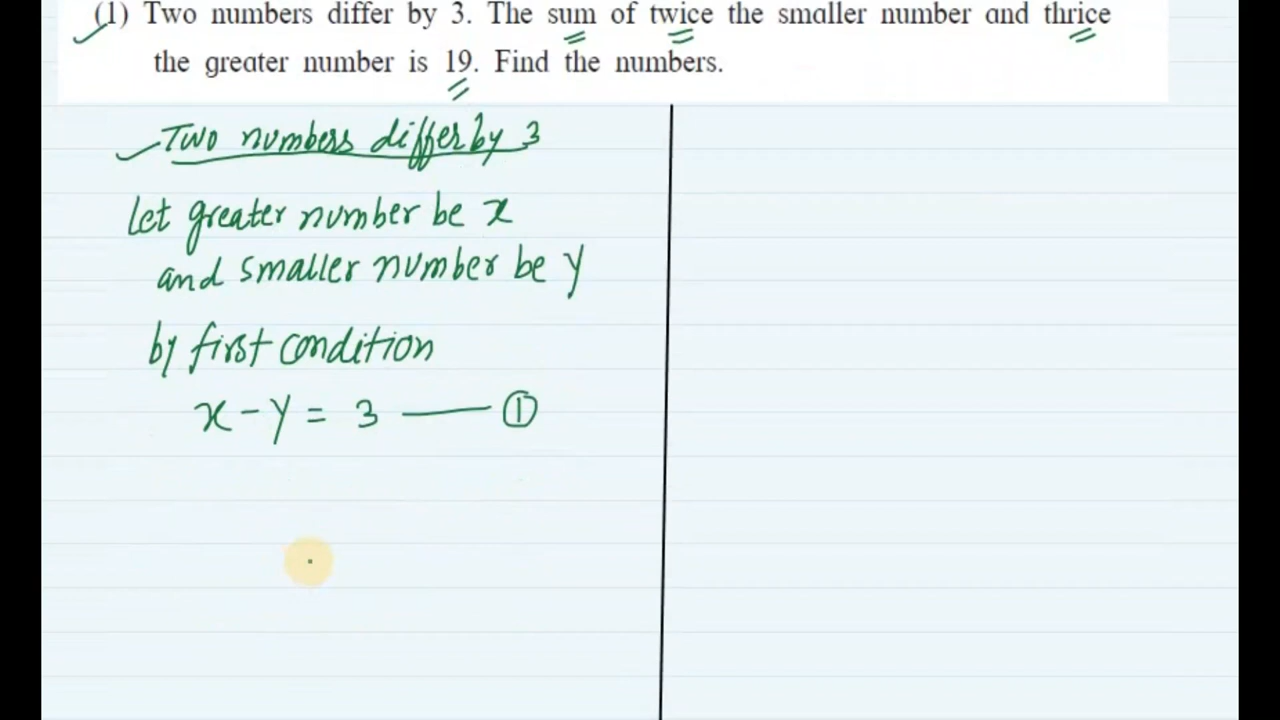 (1) Two numbers differ by 3. The sum of twice the smaller number and thrice
the greater number is 19. Find the numbers.
Two numbers differ by 3
let greater number be x
and smaller number be y
by first condition
x - y = 3 —— ①